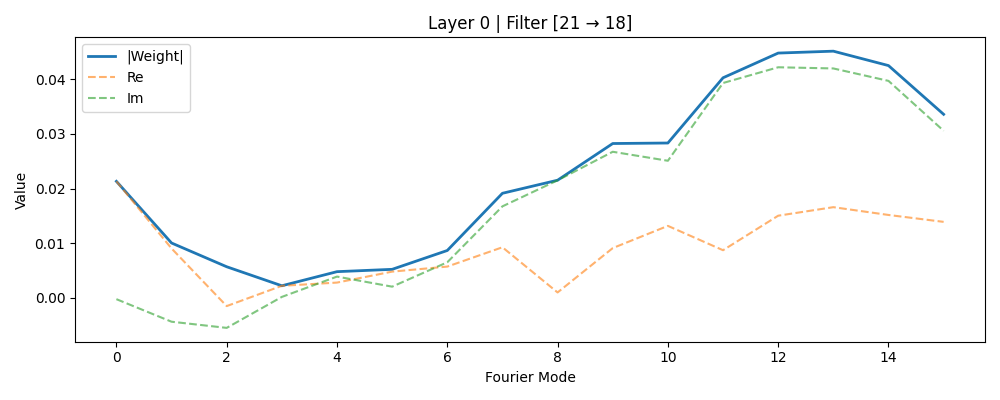 Layer 0 | Filter [21 → 18]
|Weight|
Re
Im
Value
0.04
0.03
0.02
0.01
0.00
0 2 4 6 8 10 12 14
Fourier Mode